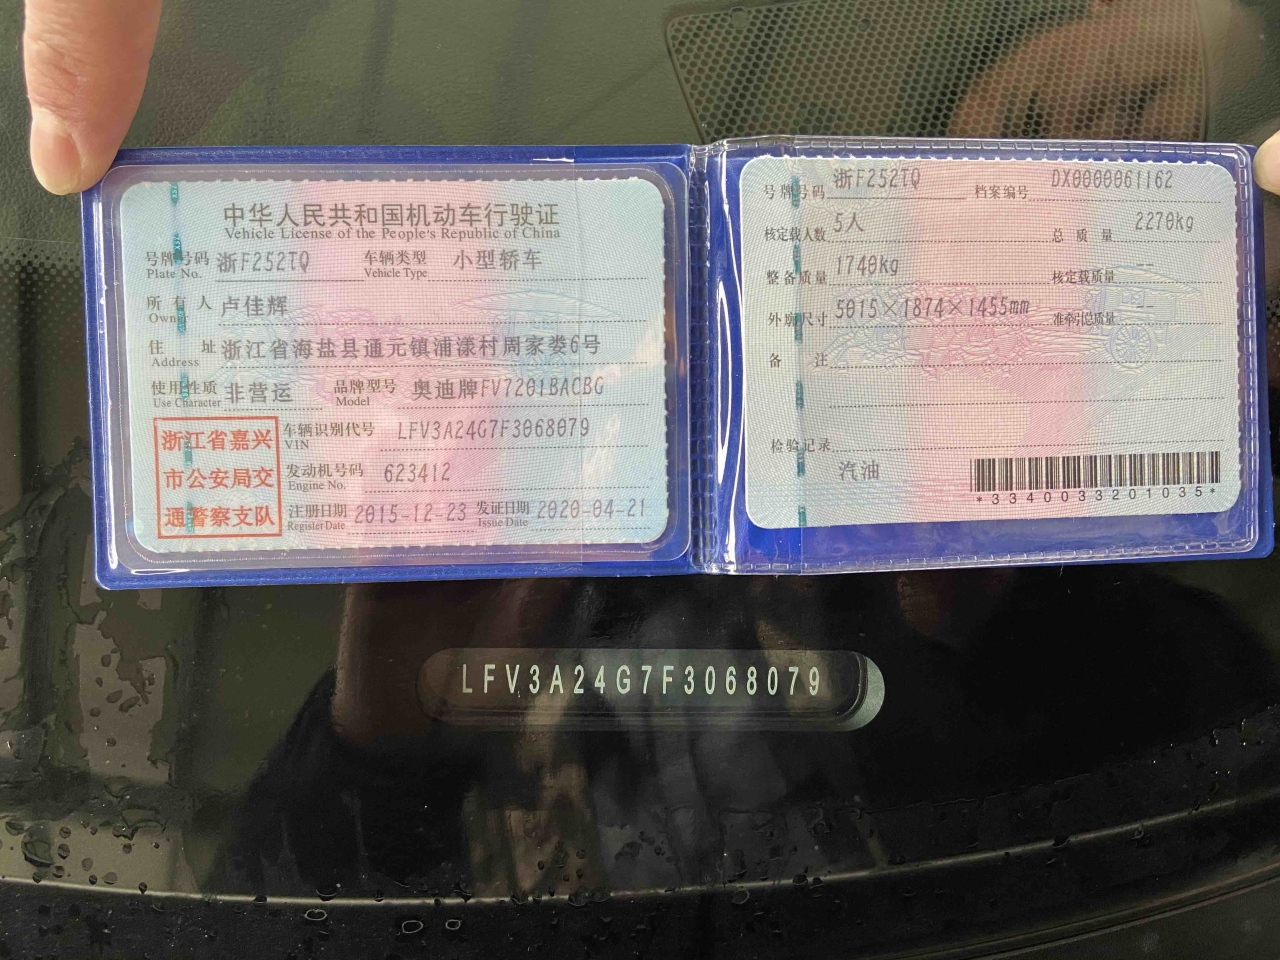 中华人民共和国机动车行驶证
Vehicle License of the People's Republic of China
号牌号码 浙F252TQ 车辆类型 小型轿车
Plate No. Vehicle Type
所有人 卢佳辉
Owner
住址 浙江省海盐县通元镇浦漾村周家娄6号
Address
使用性质 非营运 品牌型号 奥迪牌FV7201BACBG
Use Character Model
浙江省嘉兴
市公安局交
通警察支队
车辆识别代号 LFV3A24G7F3068079
VIN
发动机号码 623412
Engine No.
注册日期 2015-12-23 发证日期 2020-04-21
Register Date Issue Date
号牌号码 浙F252TQ 档案编号 DX0000061162
核定载人数 5人 总质量 2270kg
整备质量 1740kg 核定载质量 --
外廓尺寸 5015×1874×1455mm 准牵引总质量 --
备注
检验记录
汽油
*3340033201035*
LFV3A24G7F3068079